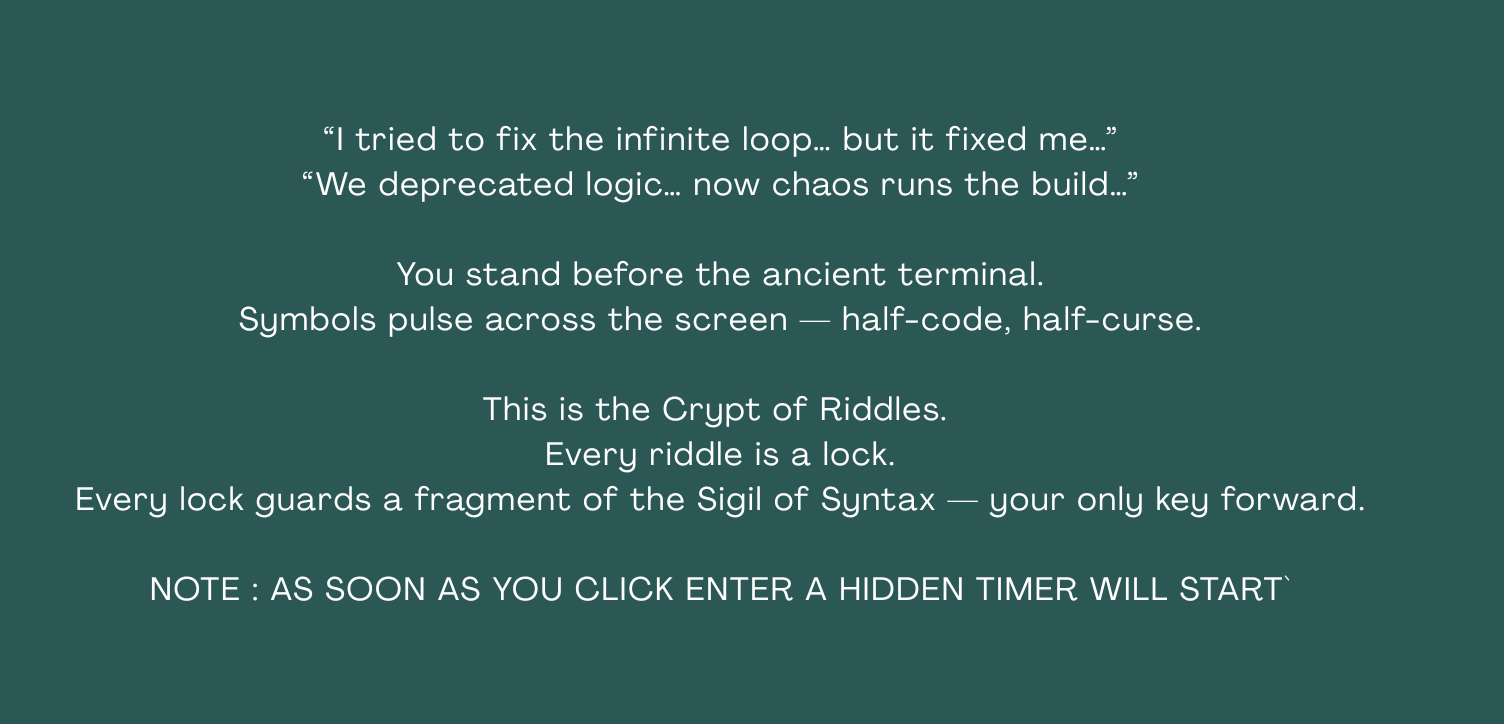 “I tried to fix the infinite loop... but it fixed me...”
“We deprecated logic... now chaos runs the build...”
You stand before the ancient terminal.
Symbols pulse across the screen — half-code, half-curse.
This is the Crypt of Riddles.
Every riddle is a lock.
Every lock guards a fragment of the Sigil of Syntax — your only key forward.
NOTE : AS SOON AS YOU CLICK ENTER A HIDDEN TIMER WILL START`